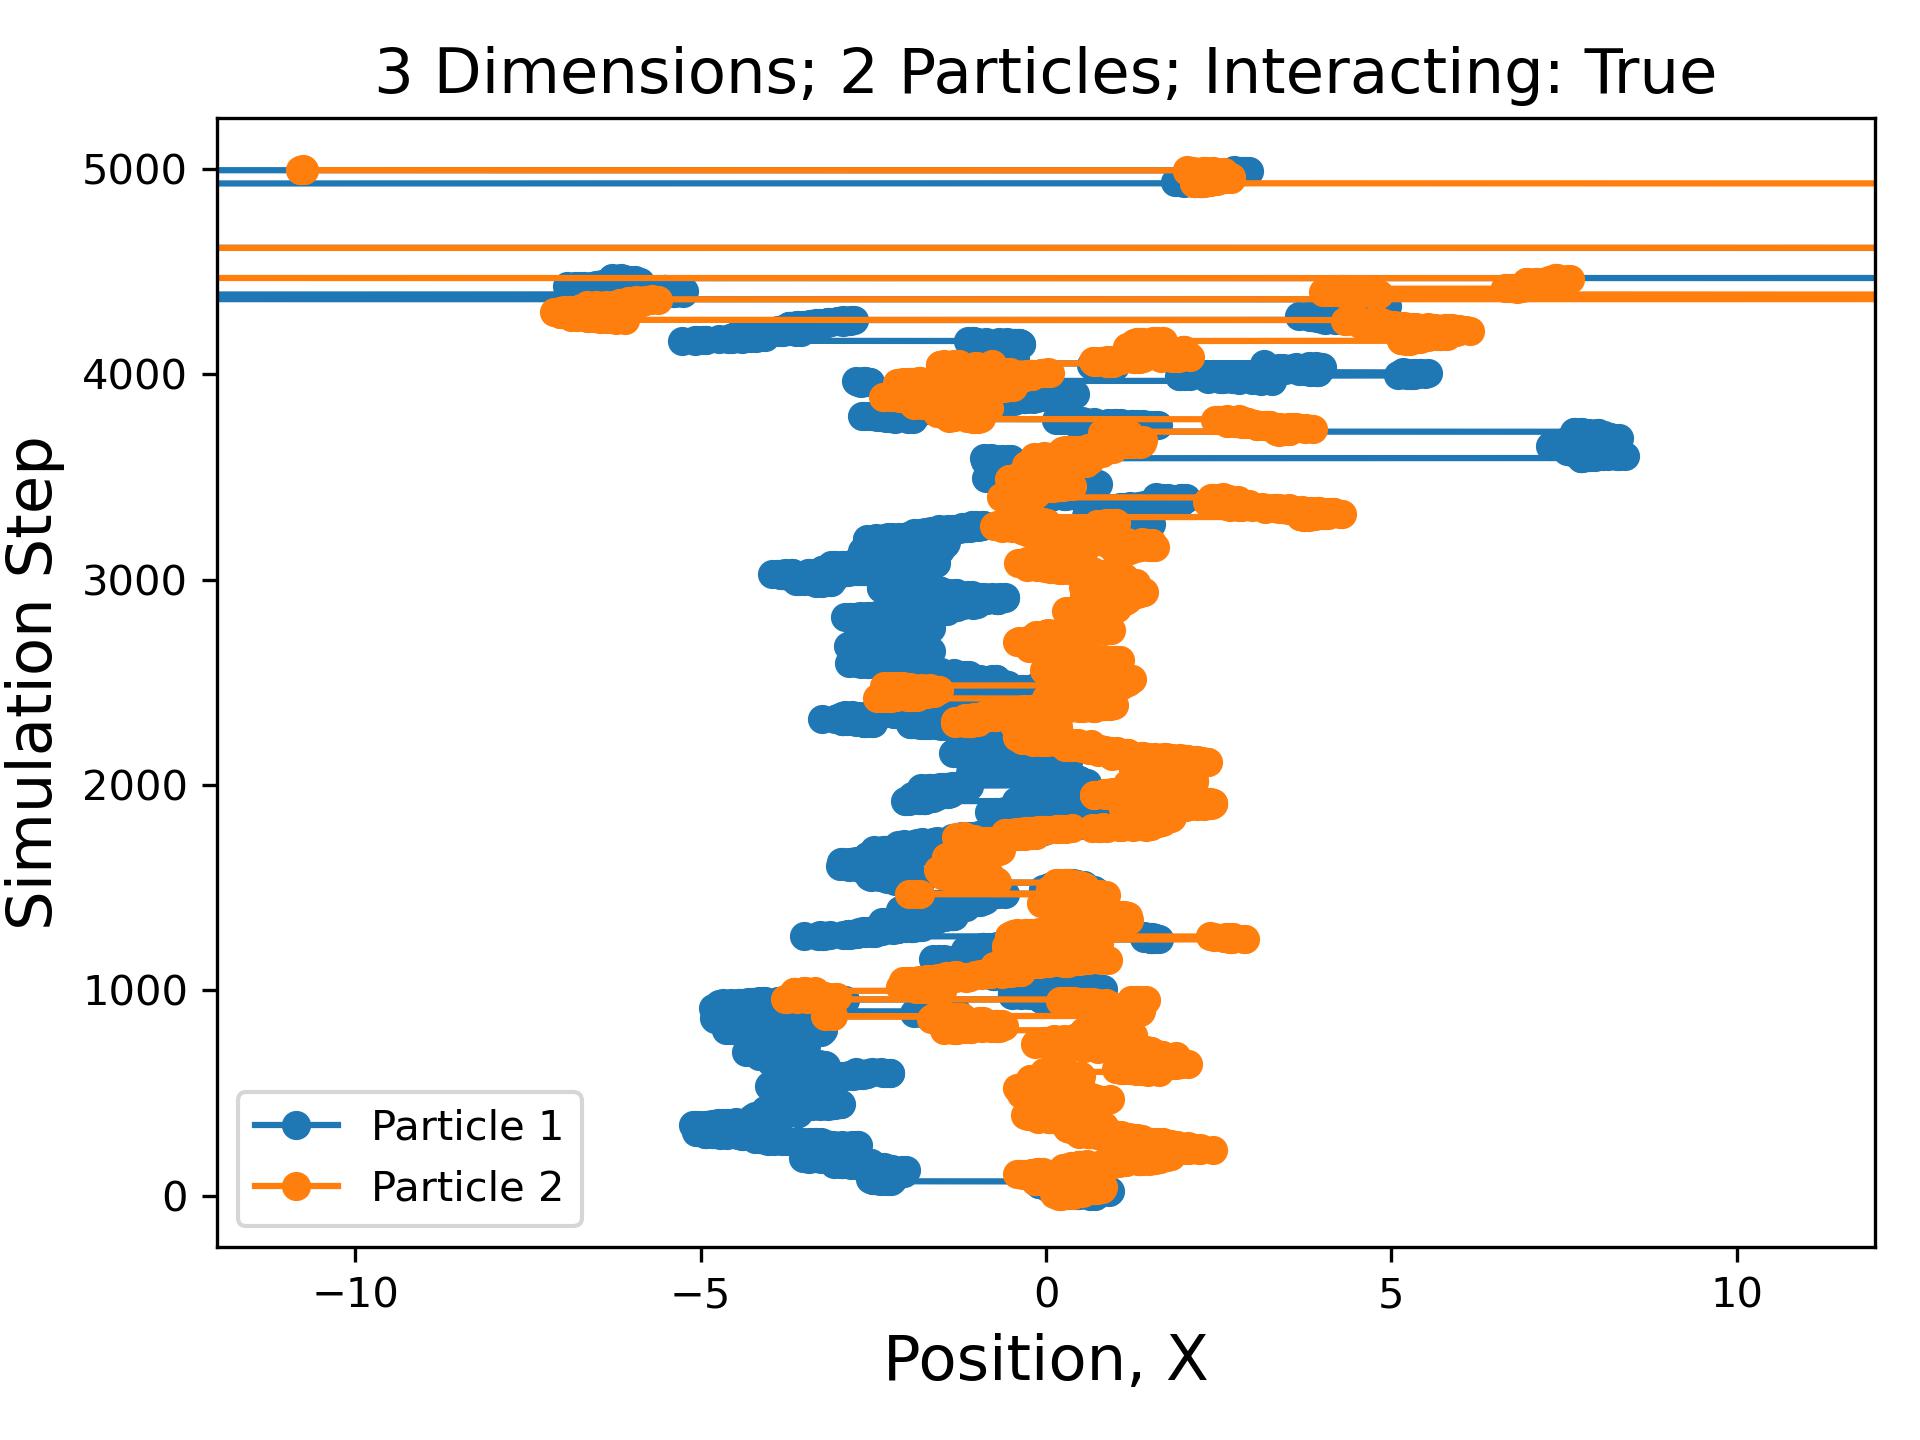 3 Dimensions; 2 Particles; Interacting: True
Simulation Step
5000
4000
3000
2000
1000
0
Particle 1
Particle 2
−10
−5
0
5
10
Position, X